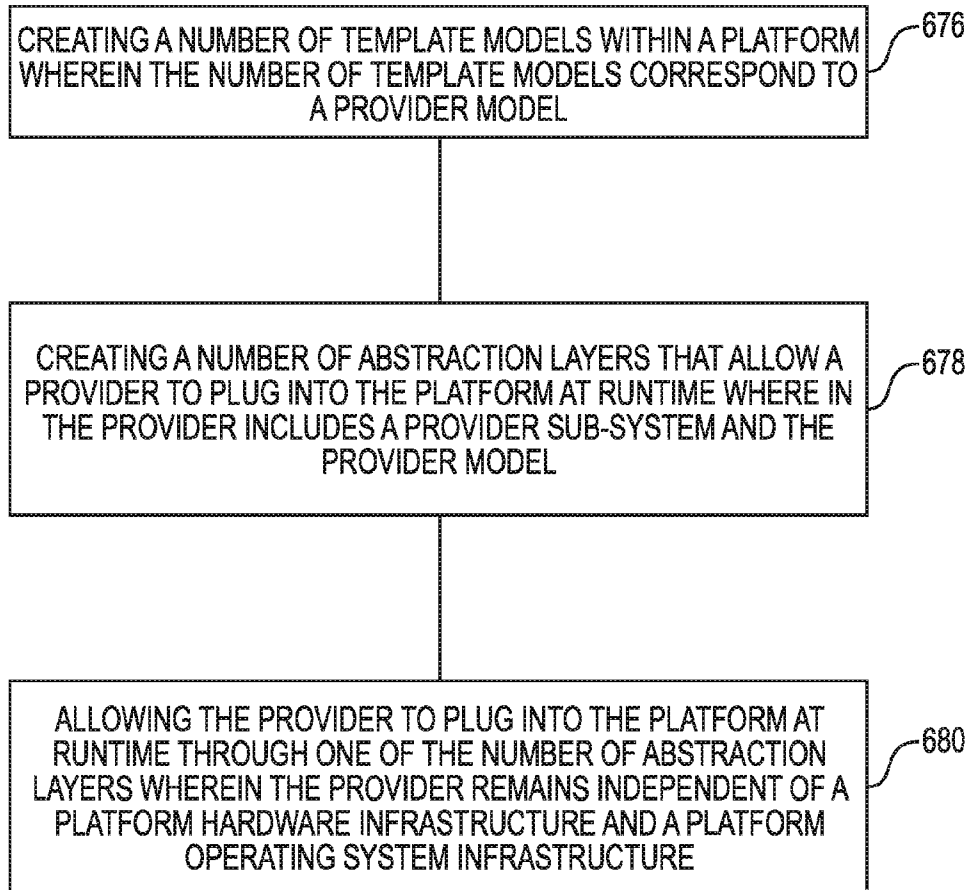 CREATING A NUMBER OF TEMPLATE MODELS WITHIN A PLATFORM
WHEREIN THE NUMBER OF TEMPLATE MODELS CORRESPOND TO
A PROVIDER MODEL
676
CREATING A NUMBER OF ABSTRACTION LAYERS THAT ALLOW A
PROVIDER TO PLUG INTO THE PLATFORM AT RUNTIME WHERE IN
THE PROVIDER INCLUDES A PROVIDER SUB-SYSTEM AND THE
PROVIDER MODEL
678
ALLOWING THE PROVIDER TO PLUG INTO THE PLATFORM AT
RUNTIME THROUGH ONE OF THE NUMBER OF ABSTRACTION
LAYERS WHEREIN THE PROVIDER REMAINS INDEPENDENT OF A
PLATFORM HARDWARE INFRASTRUCTURE AND A PLATFORM
OPERATING SYSTEM INFRASTRUCTURE
680